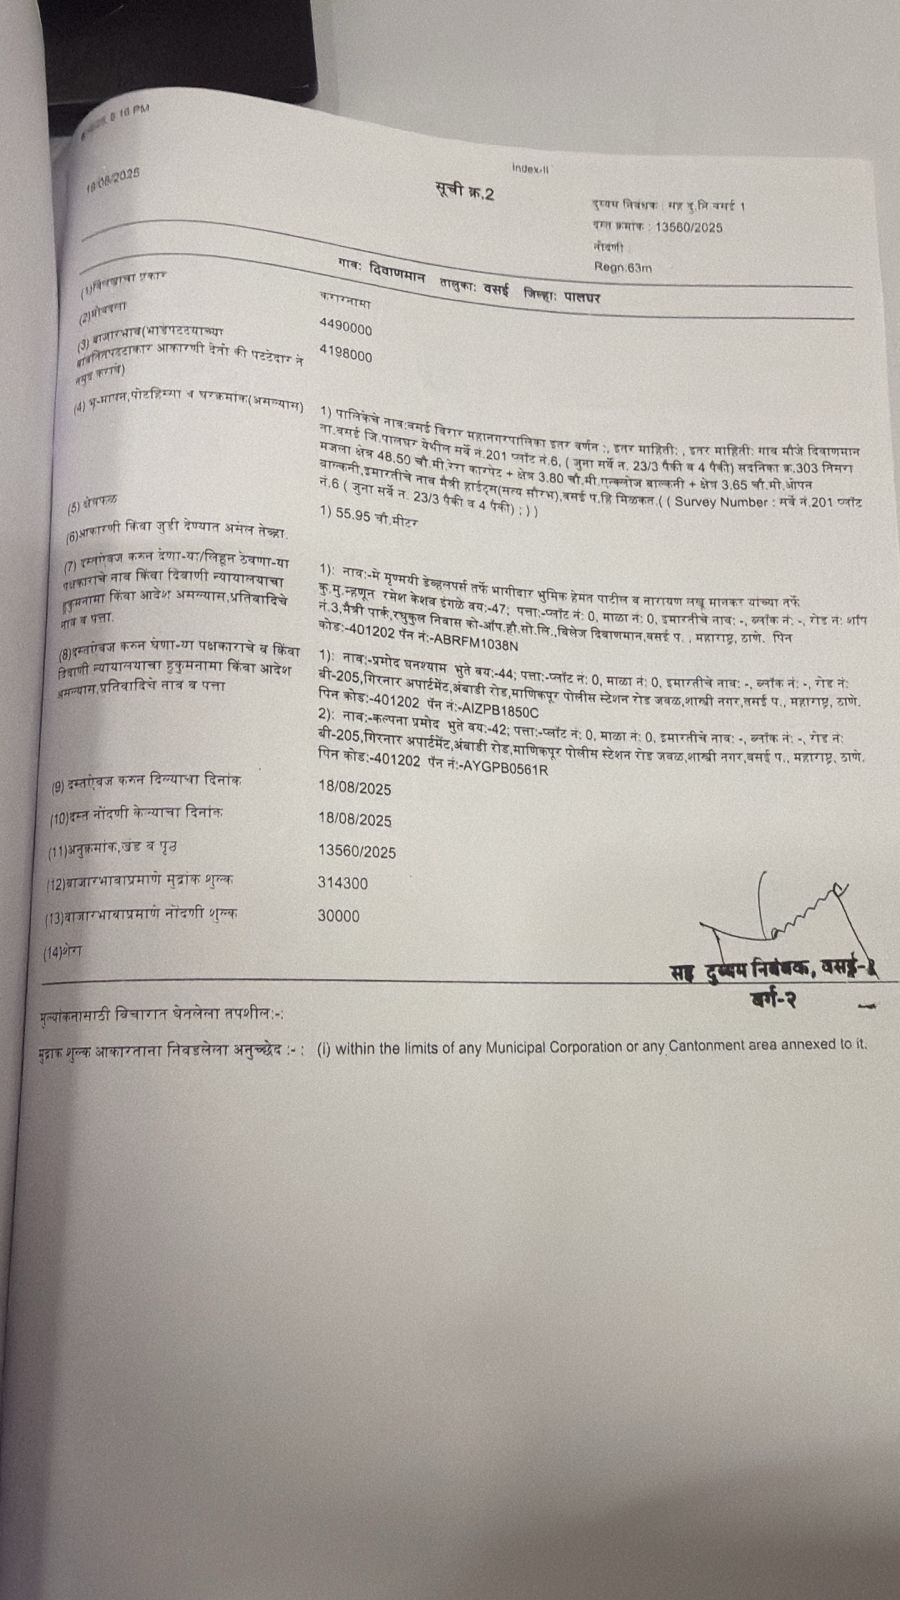 8 10 PM
Index-II
18/08/2025
सूची क्र.2
दुय्यम निबंधक : सह दु.नि.वसई 1
दस्त क्रमांक : 13560/2025
नोंदणी
Regn.63m
गाव: दिवाणमान तालुका: वसई जिल्हा: पालघर
(1)विलेखाचा प्रकार
करारनामा
(2)मोबदला
4490000
(3) बाजारभाव(भाडेपटटयाच्या
बाबतितपटटाकार आकारणी देतो की पटटेदार ते
नमुद करावे)
4198000
(4) भू-मापन,पोटहिस्सा व घरक्रमांक(असल्यास)
1) पालिकेचे नाव:वसई विरार महानगरपालिका इतर वर्णन :, इतर माहिती: , इतर माहिती: गाव मौजे दिवाणमान
ता.वसई जि.पालघर येथील सर्वे नं.201 प्लॉट नं.6, ( जुना सर्वे नं. 23/3 पैकी व 4 पैकी) सदनिका क्र.303 तिसरा
मजला क्षेत्र 48.50 चौ.मी.रेरा कारपेट + क्षेत्र 3.80 चौ.मी.एन्क्लोज बाल्कनी + क्षेत्र 3.65 चौ.मी.ओपन
बाल्कनी,इमारतीचे नाव मैत्री हाईट्स(सत्य सौरभ),वसई प.हि मिळकत.( ( Survey Number : सर्वे नं.201 प्लॉट
नं.6 ( जुना सर्वे नं. 23/3 पैकी व 4 पैकी) ; ) )
(5) क्षेत्रफळ
1) 55.95 चौ.मीटर
(6)आकारणी किंवा जुडी देण्यात असेल तेव्हा.
(7) दस्तऐवज करुन देणा-या/लिहून ठेवणा-या
पक्षकाराचे नाव किंवा दिवाणी न्यायालयाचा
हुकुमनामा किंवा आदेश असल्यास,प्रतिवादिचे
नाव व पत्ता.
1): नाव:-मे मृण्मयी डेव्हलपर्स तर्फे भागीदार भुमिक हेमंत पाटील व नारायण लखू मानकर यांच्या तर्फे
कु.मु.म्हणून रमेश केशव इंगळे वय:-47; पत्ता:-प्लॉट नं: 0, माळा नं: 0, इमारतीचे नाव: -, ब्लॉक नं: -, रोड नं: शॉप
नं.3,मैत्री पार्क,रघुकुल निवास को-ऑप.हौ.सो.लि.,विलेज दिवाणमान,वसई प. , महाराष्ट्र, ठाणे. पिन
कोड:-401202 पॅन नं:-ABRFM1038N
(8)दस्तऐवज करुन घेणा-या पक्षकाराचे व किंवा
दिवाणी न्यायालयाचा हुकुमनामा किंवा आदेश
असल्यास,प्रतिवादिचे नाव व पत्ता
1): नाव:-प्रमोद घनश्याम भुते वय:-44; पत्ता:-प्लॉट नं: 0, माळा नं: 0, इमारतीचे नाव: -, ब्लॉक नं: -, रोड नं:
बी-205,गिरनार अपार्टमेंट,अंबाडी रोड,माणिकपूर पोलीस स्टेशन रोड जवळ,शास्त्री नगर,वसई प., महाराष्ट्र, ठाणे.
पिन कोड:-401202 पॅन नं:-AIZPB1850C
2): नाव:-कल्पना प्रमोद भुते वय:-42; पत्ता:-प्लॉट नं: 0, माळा नं: 0, इमारतीचे नाव: -, ब्लॉक नं: -, रोड नं:
बी-205,गिरनार अपार्टमेंट,अंबाडी रोड,माणिकपूर पोलीस स्टेशन रोड जवळ,शास्त्री नगर,वसई प., महाराष्ट्र, ठाणे.
पिन कोड:-401202 पॅन नं:-AYGPB0561R
(9) दस्तऐवज करुन दिल्याचा दिनांक
18/08/2025
(10)दस्त नोंदणी केल्याचा दिनांक
18/08/2025
(11)अनुक्रमांक,खंड व पृष्ठ
13560/2025
(12)बाजारभावाप्रमाणे मुद्रांक शुल्क
314300
(13)बाजारभावाप्रमाणे नोंदणी शुल्क
30000
(14)शेरा
सह दुय्यम निबंधक, वसई-१
वर्ग-२
मुल्यांकनासाठी विचारात घेतलेला तपशील:-:
मुद्रांक शुल्क आकारताना निवडलेला अनुच्छेद :- : (i) within the limits of any Municipal Corporation or any Cantonment area annexed to it.